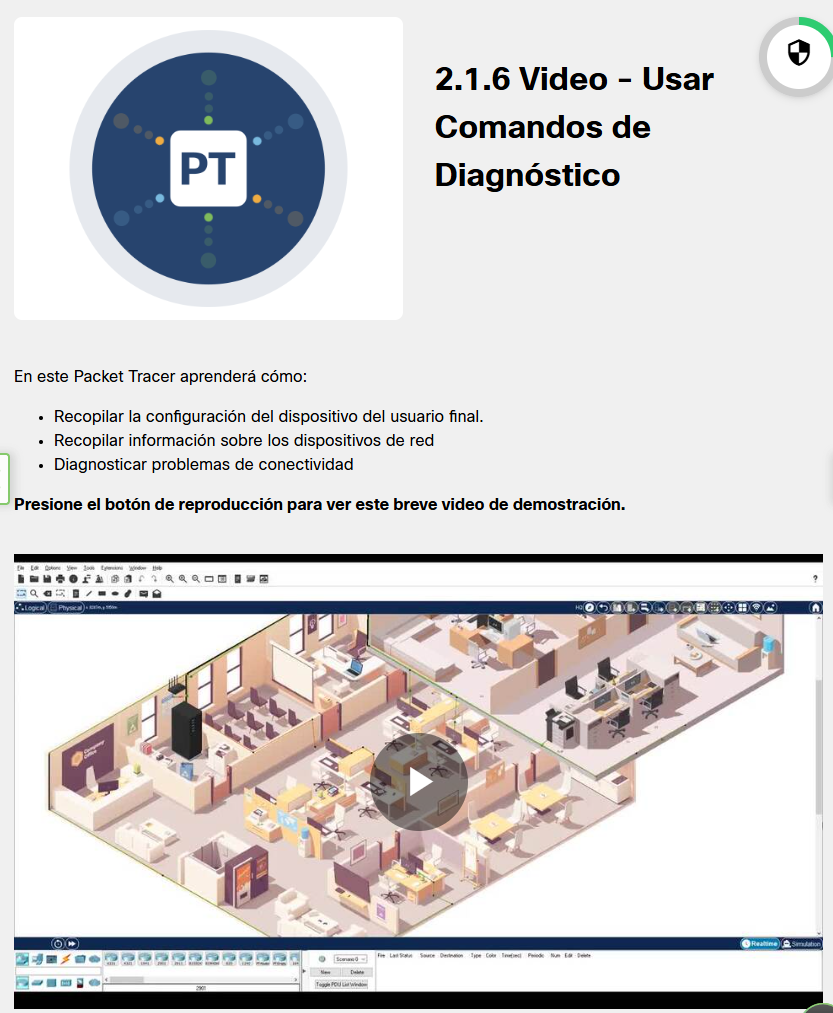 PT
2.1.6 Video – Usar
Comandos de
Diagnóstico
En este Packet Tracer aprenderá cómo:
• Recopilar la configuración del dispositivo del usuario final.
• Recopilar información sobre los dispositivos de red
• Diagnosticar problemas de conectividad
Presione el botón de reproducción para ver este breve video de demostración.
File Edit Options View Tools Extensions Window Help
?
Logical Physical
HQ
Company
Office
Realtime Simulation
Scenario 0
New Delete
Toggle PDU List Window
File Last Status Source Destination Type Color Time(sec) Periodic Num Edit Delete
2901